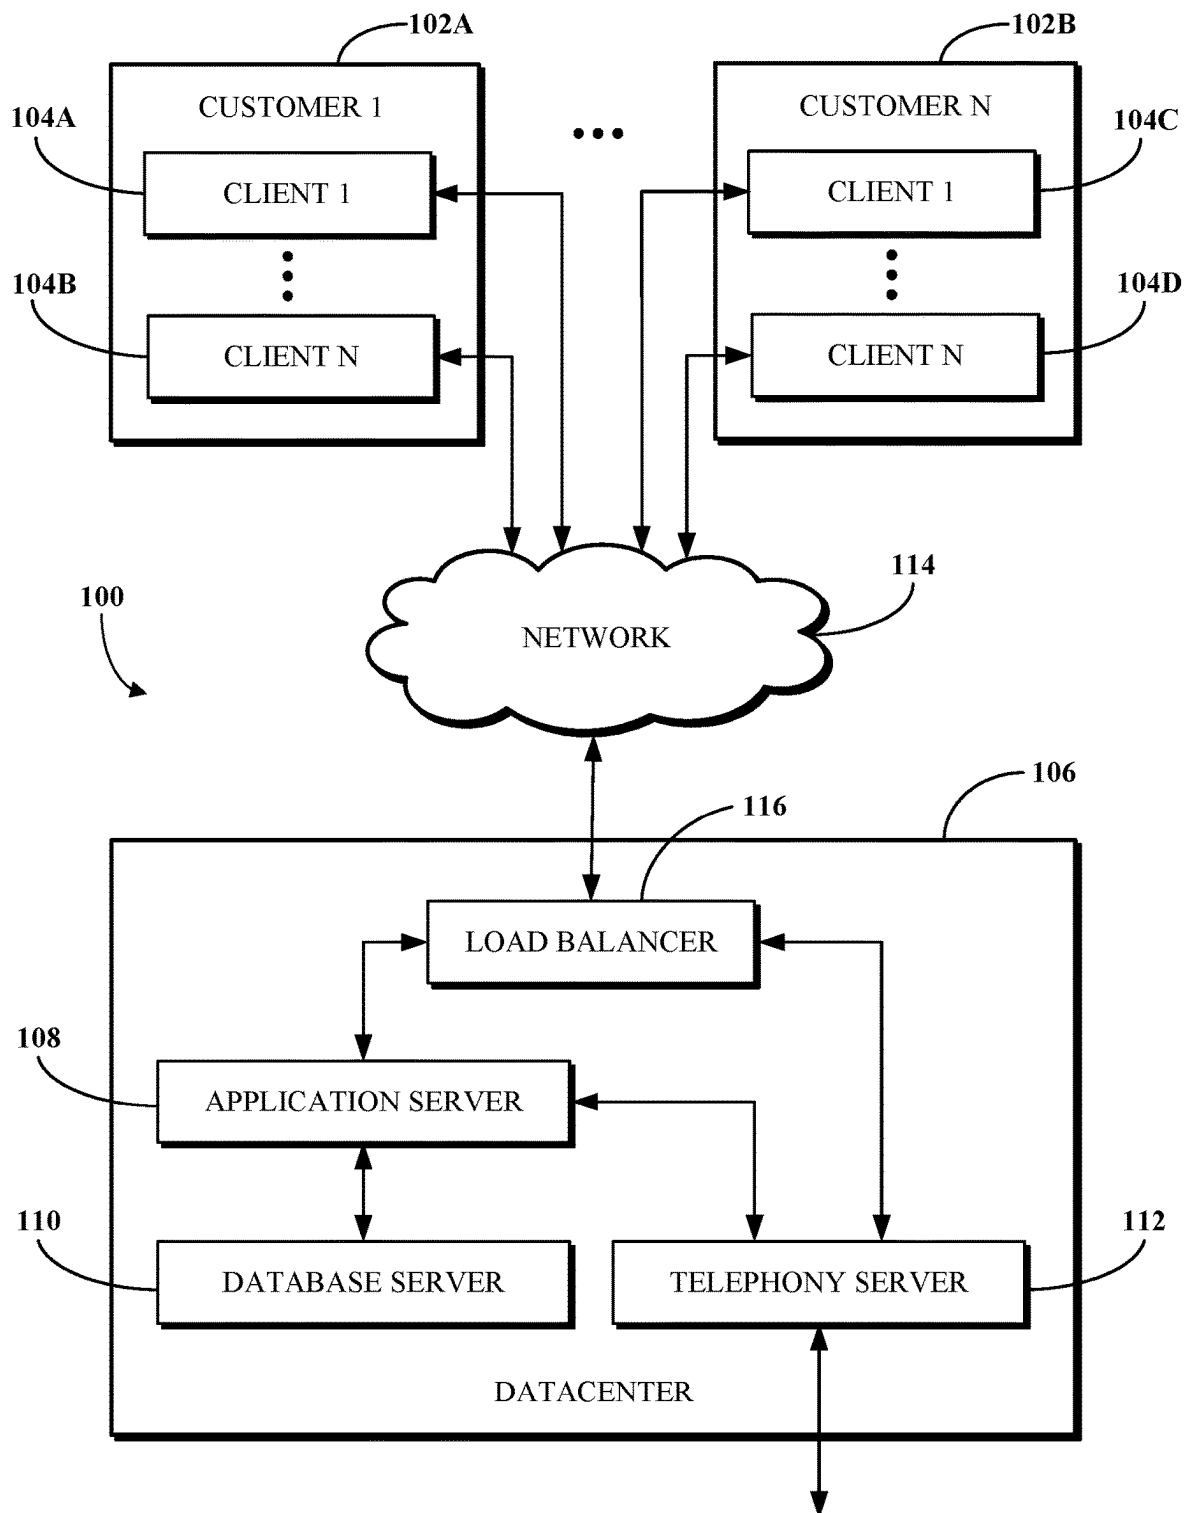 102A
102B
CUSTOMER 1
CUSTOMER N
104A
104C
CLIENT 1
CLIENT 1
104B
104D
CLIENT N
CLIENT N
114
100
NETWORK
106
116
LOAD BALANCER
108
APPLICATION SERVER
110
112
DATABASE SERVER
TELEPHONY SERVER
DATACENTER